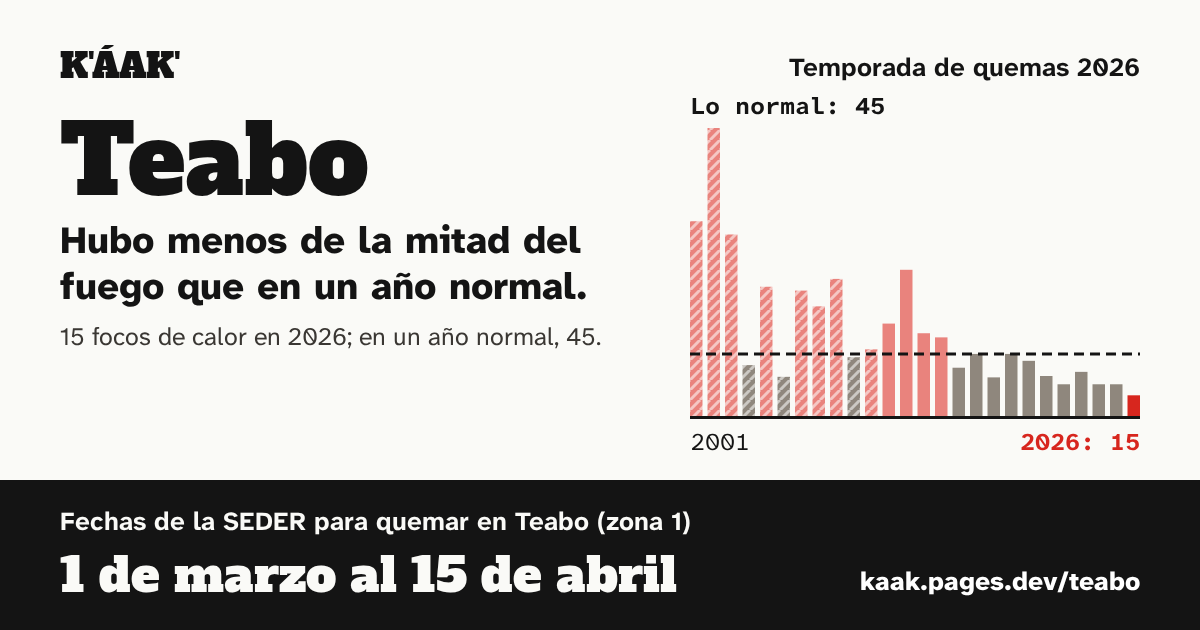 K'ÁAK'
Teabo
Hubo menos de la mitad del
fuego que en un año normal.
15 focos de calor en 2026; en un año normal, 45.
Temporada de quemas 2026
Lo normal: 45
2001
2026: 15
Fechas de la SEDER para quemar en Teabo (zona 1)
1 de marzo al 15 de abril
kaak.pages.dev/teabo